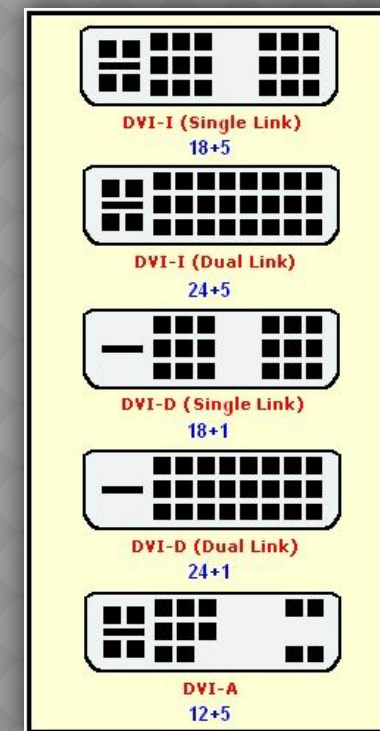 DVI-I (Single Link)
18+5
DVI-I (Dual Link)
24+5
DVI-D (Single Link)
18+1
DVI-D (Dual Link)
24+1
DVI-A
12+5